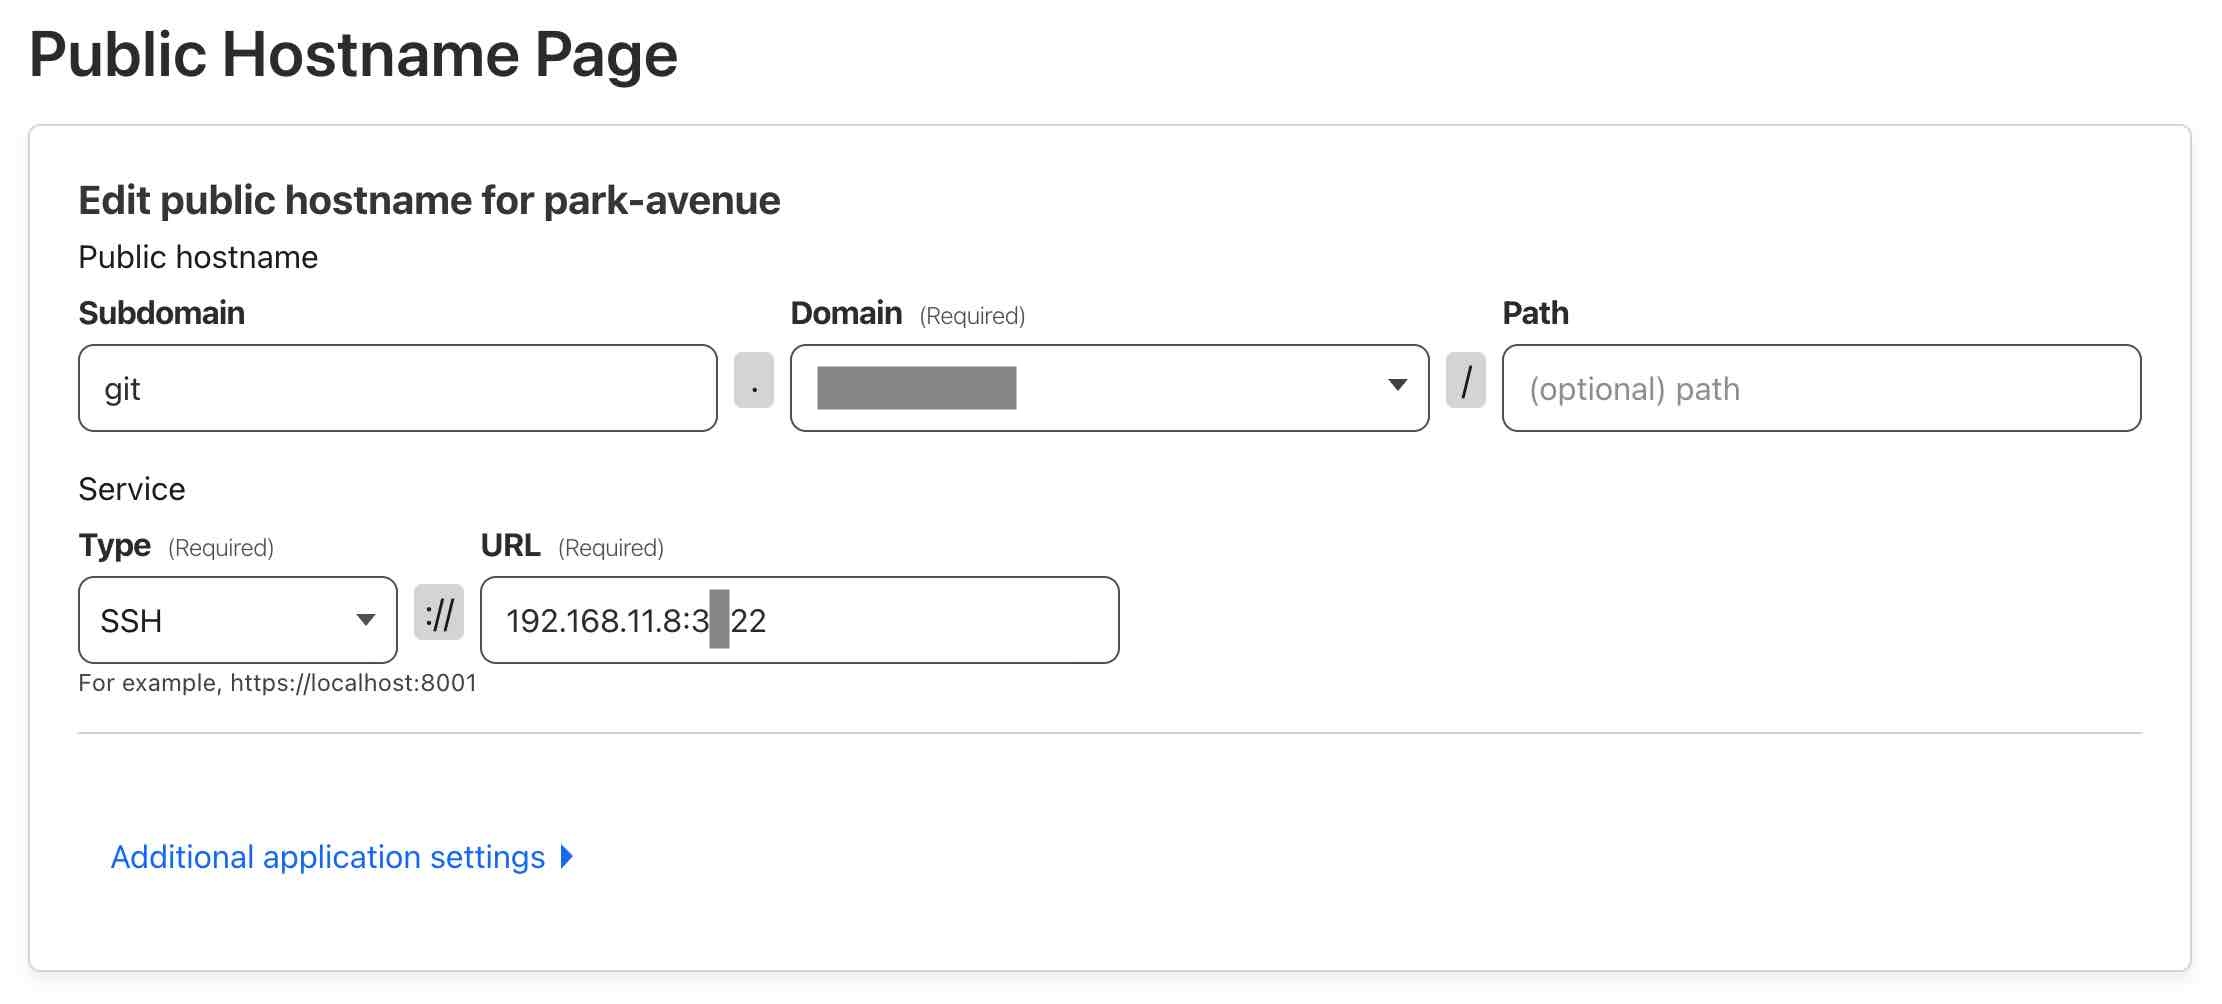 Public Hostname Page
Edit public hostname for park-avenue
Public hostname
Subdomain
Domain (Required)
Path
git
.
/
(optional) path
Service
Type (Required)
URL (Required)
SSH
://
192.168.11.8:3 22
For example, https://localhost:8001
Additional application settings